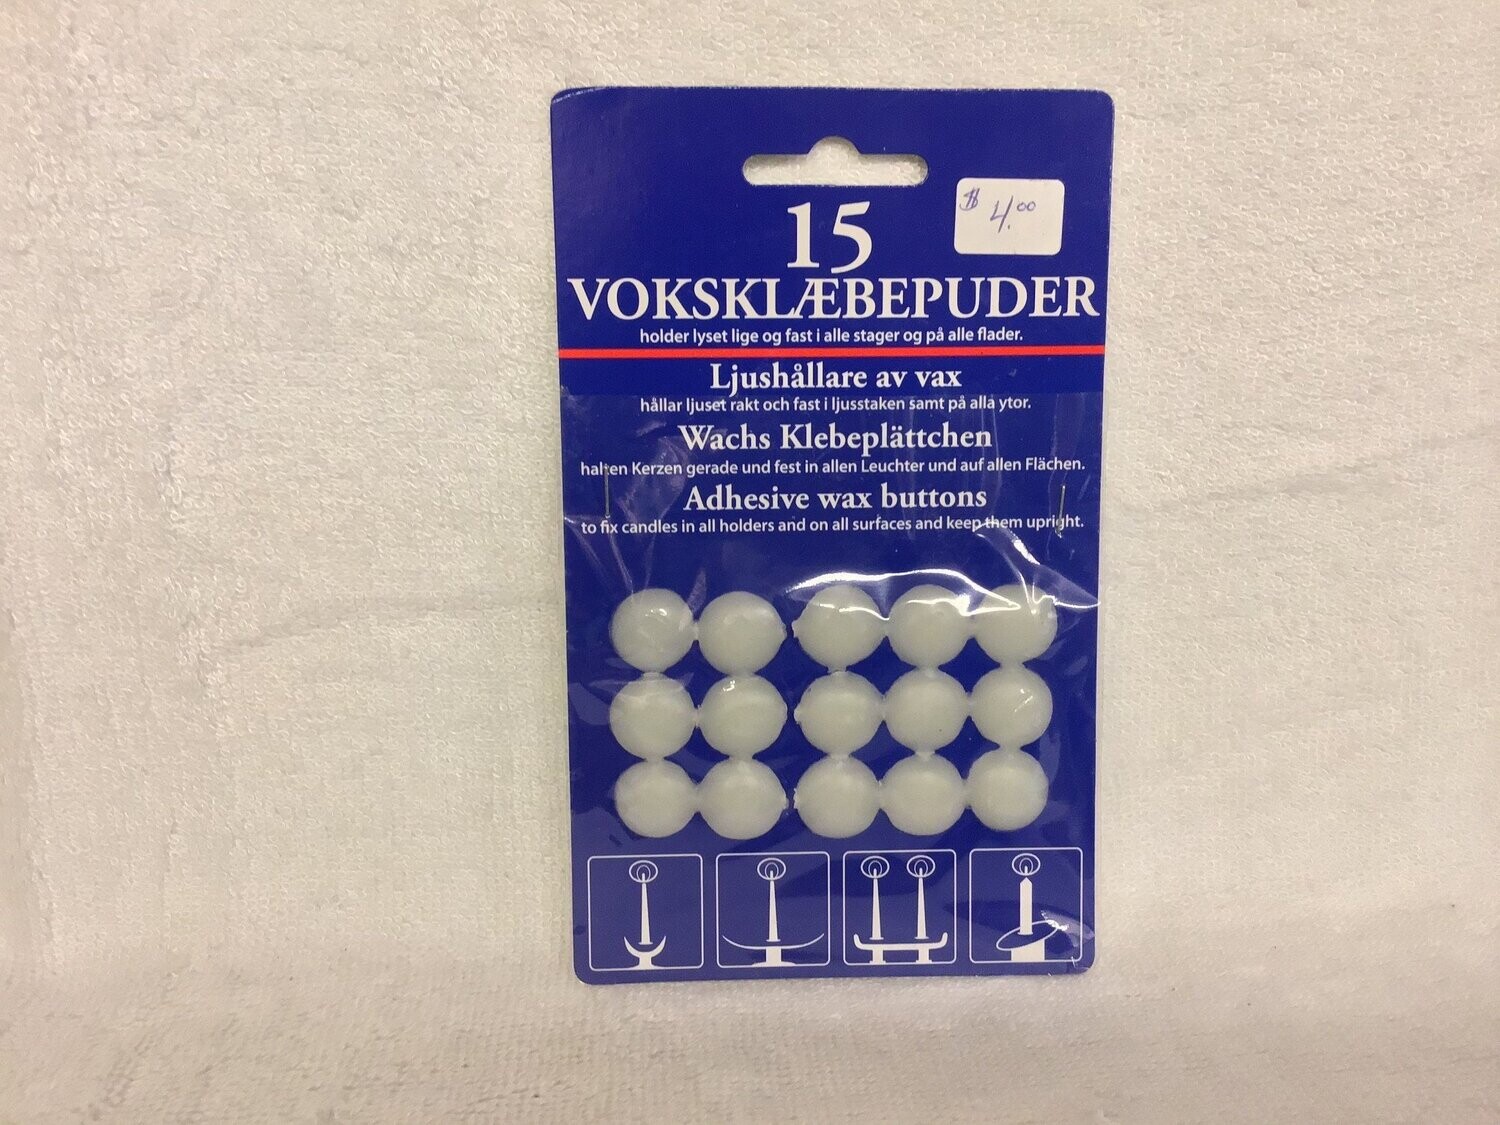 $ 4.00
15
VOKSKLÆBEPUDER
holder lyset lige og fast i alle stager og på alle flader.
Ljushållare av vax
hållar ljuset rakt och fast i ljusstaken samt på alla ytor.
Wachs Klebeplättchen
halten Kerzen gerade und fest in allen Leuchter und auf allen Flächen.
Adhesive wax buttons
to fix candles in all holders and on all surfaces and keep them upright.